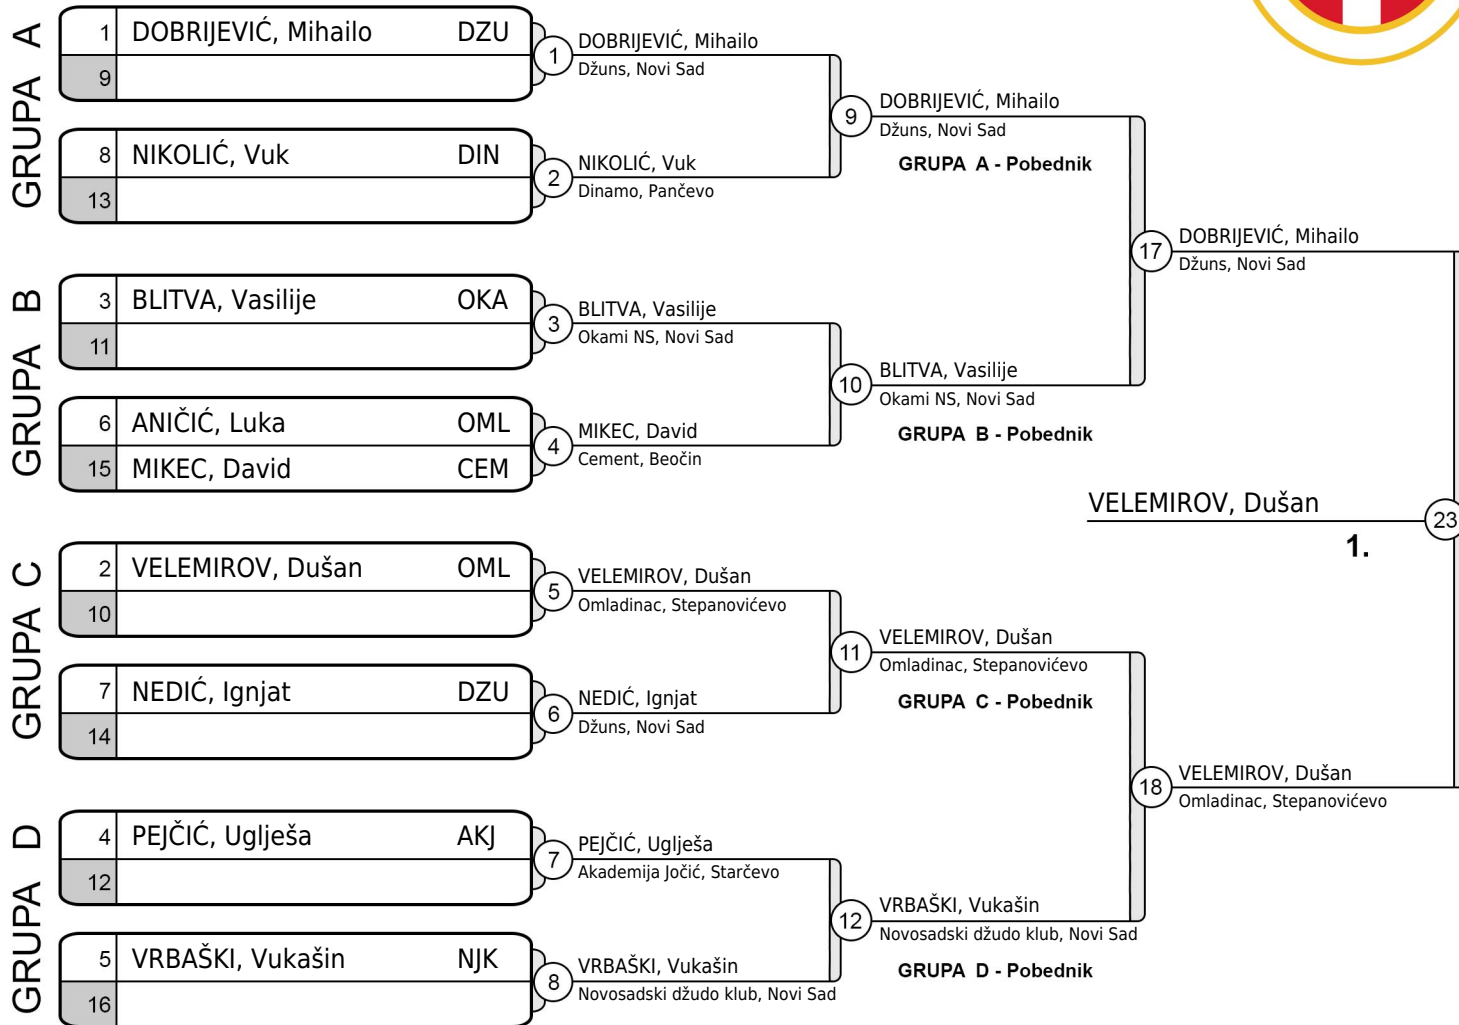 GRUPA A
1 DOBRIJEVIĆ, Mihailo DZU
9
8 NIKOLIĆ, Vuk DIN
13
1
DOBRIJEVIĆ, Mihailo
Džuns, Novi Sad
2
NIKOLIĆ, Vuk
Dinamo, Pančevo
9
DOBRIJEVIĆ, Mihailo
Džuns, Novi Sad
GRUPA A - Pobednik
GRUPA B
3 BLITVA, Vasilije OKA
11
6 ANIČIĆ, Luka OML
15 MIKEC, David CEM
3
BLITVA, Vasilije
Okami NS, Novi Sad
4
MIKEC, David
Cement, Beočin
10
BLITVA, Vasilije
Okami NS, Novi Sad
GRUPA B - Pobednik
17
DOBRIJEVIĆ, Mihailo
Džuns, Novi Sad
GRUPA C
2 VELEMIROV, Dušan OML
10
7 NEDIĆ, Ignjat DZU
14
5
VELEMIROV, Dušan
Omladinac, Stepanovićevo
6
NEDIĆ, Ignjat
Džuns, Novi Sad
11
VELEMIROV, Dušan
Omladinac, Stepanovićevo
GRUPA C - Pobednik
GRUPA D
4 PEJČIĆ, Uglješa AKJ
12
5 VRBAŠKI, Vukašin NJK
16
7
PEJČIĆ, Uglješa
Akademija Jočić, Starčevo
8
VRBAŠKI, Vukašin
Novosadski džudo klub, Novi Sad
12
VRBAŠKI, Vukašin
Novosadski džudo klub, Novi Sad
GRUPA D - Pobednik
18
VELEMIROV, Dušan
Omladinac, Stepanovićevo
VELEMIROV, Dušan
23
1.